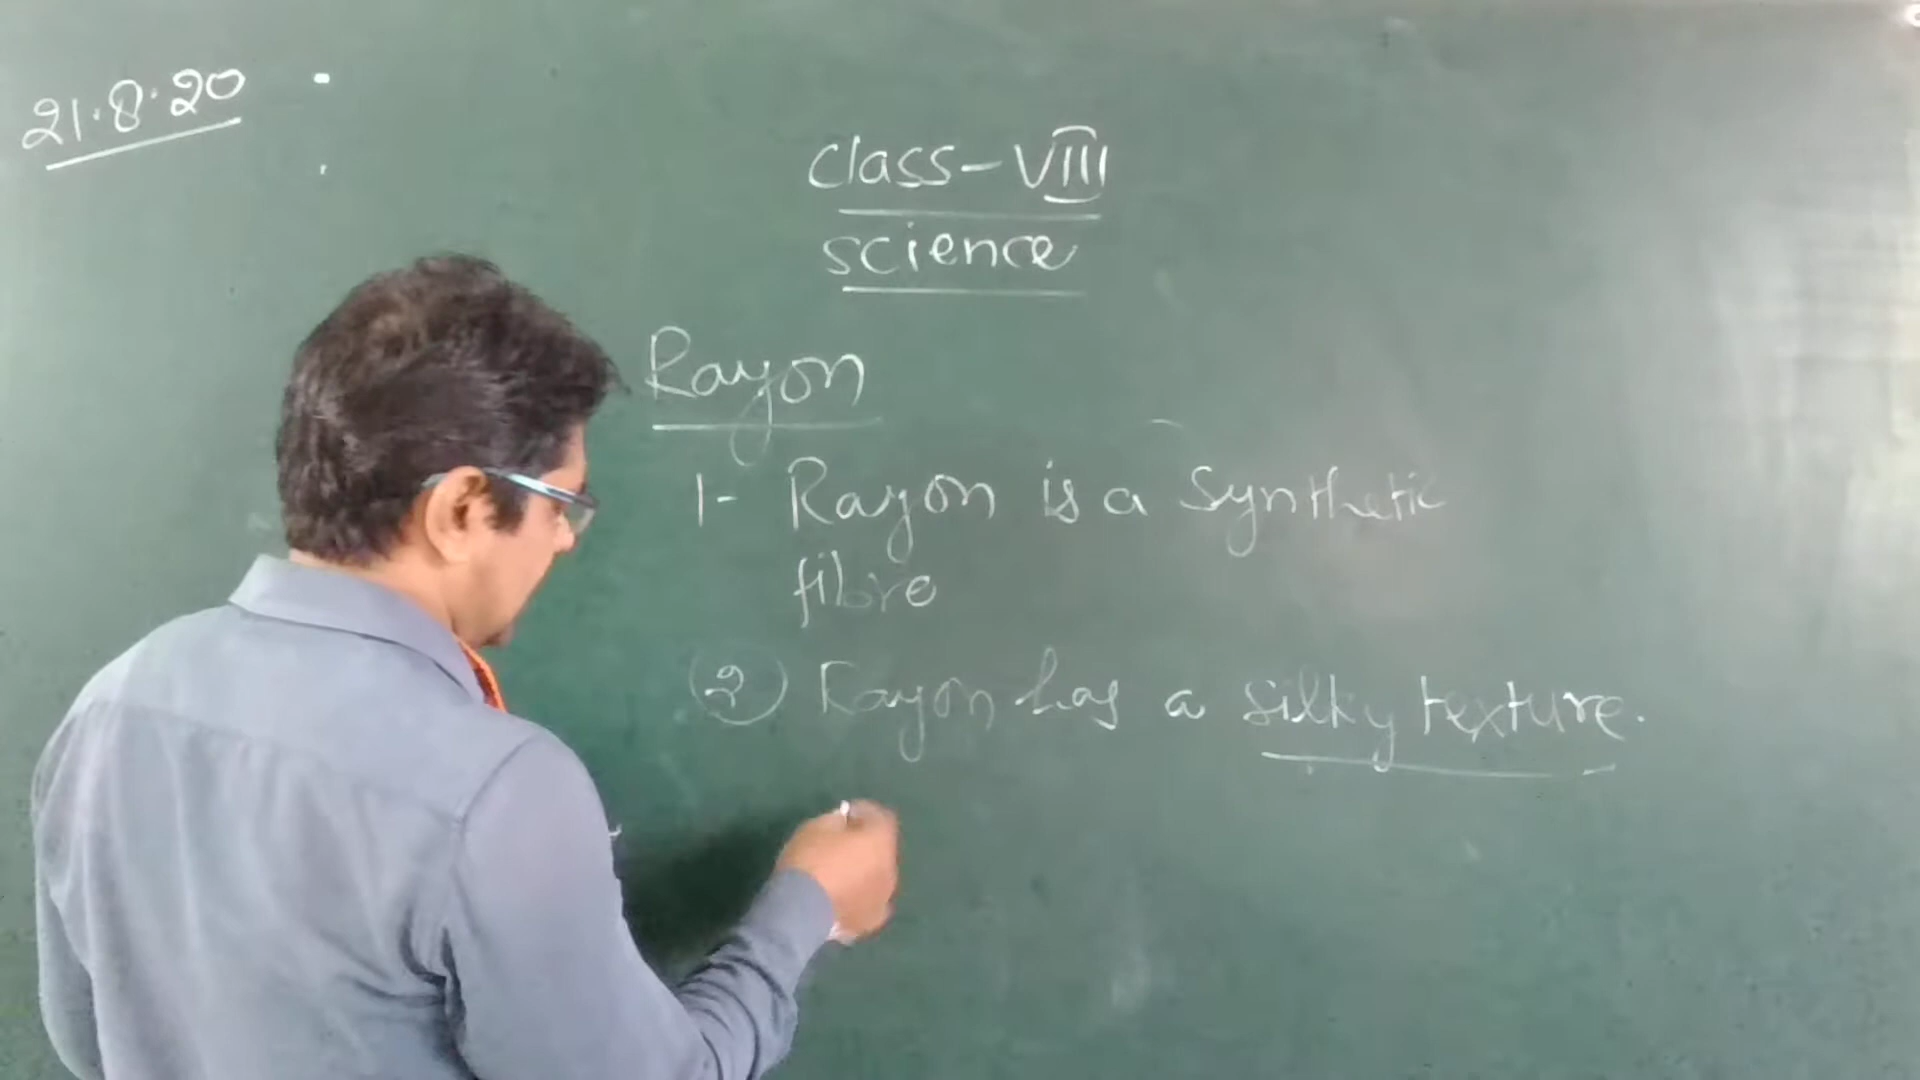 21.8.20
Class-VIII
science
Rayon
1- Rayon is a Synthetic
fibre
② Rayon has a silky texture.